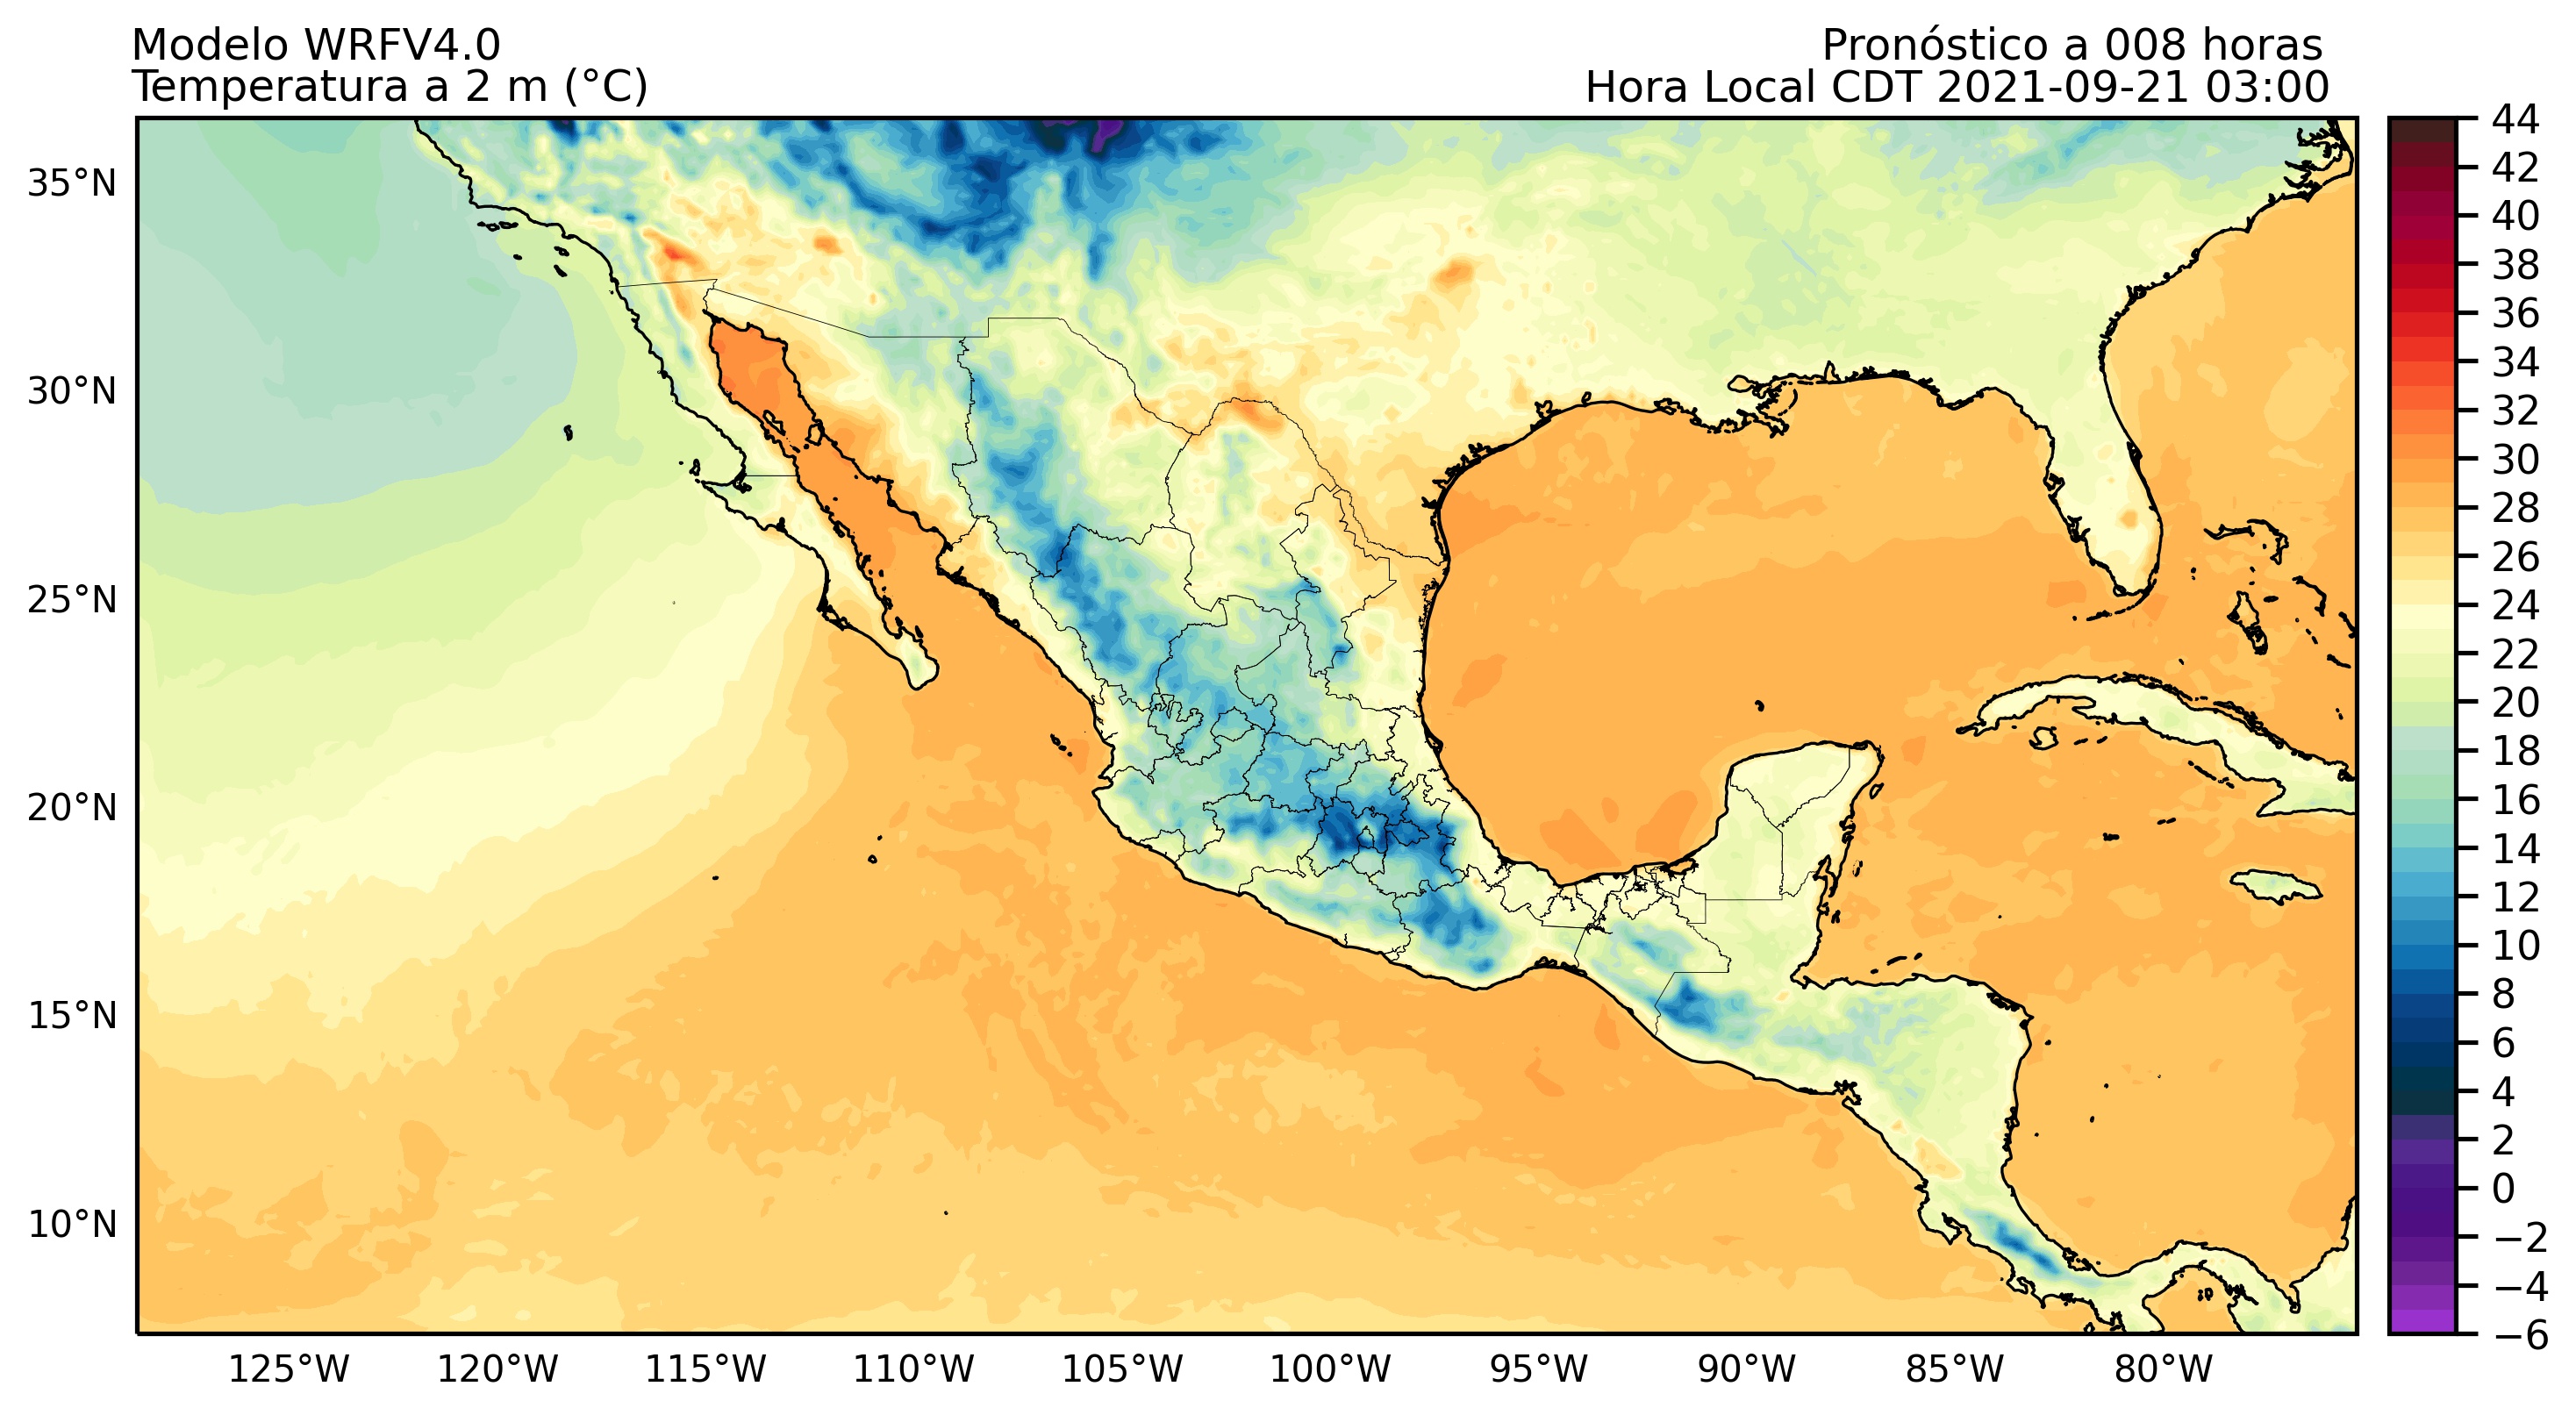 Modelo WRFV4.0
Temperatura a 2 m (°C)
Pronóstico a 008 horas
Hora Local CDT 2021-09-21 03:00
35°N
30°N
25°N
20°N
15°N
10°N
125°W
120°W
115°W
110°W
105°W
100°W
95°W
90°W
85°W
80°W
44
42
40
38
36
34
32
30
28
26
24
22
20
18
16
14
12
10
8
6
4
2
0
−2
−4
−6